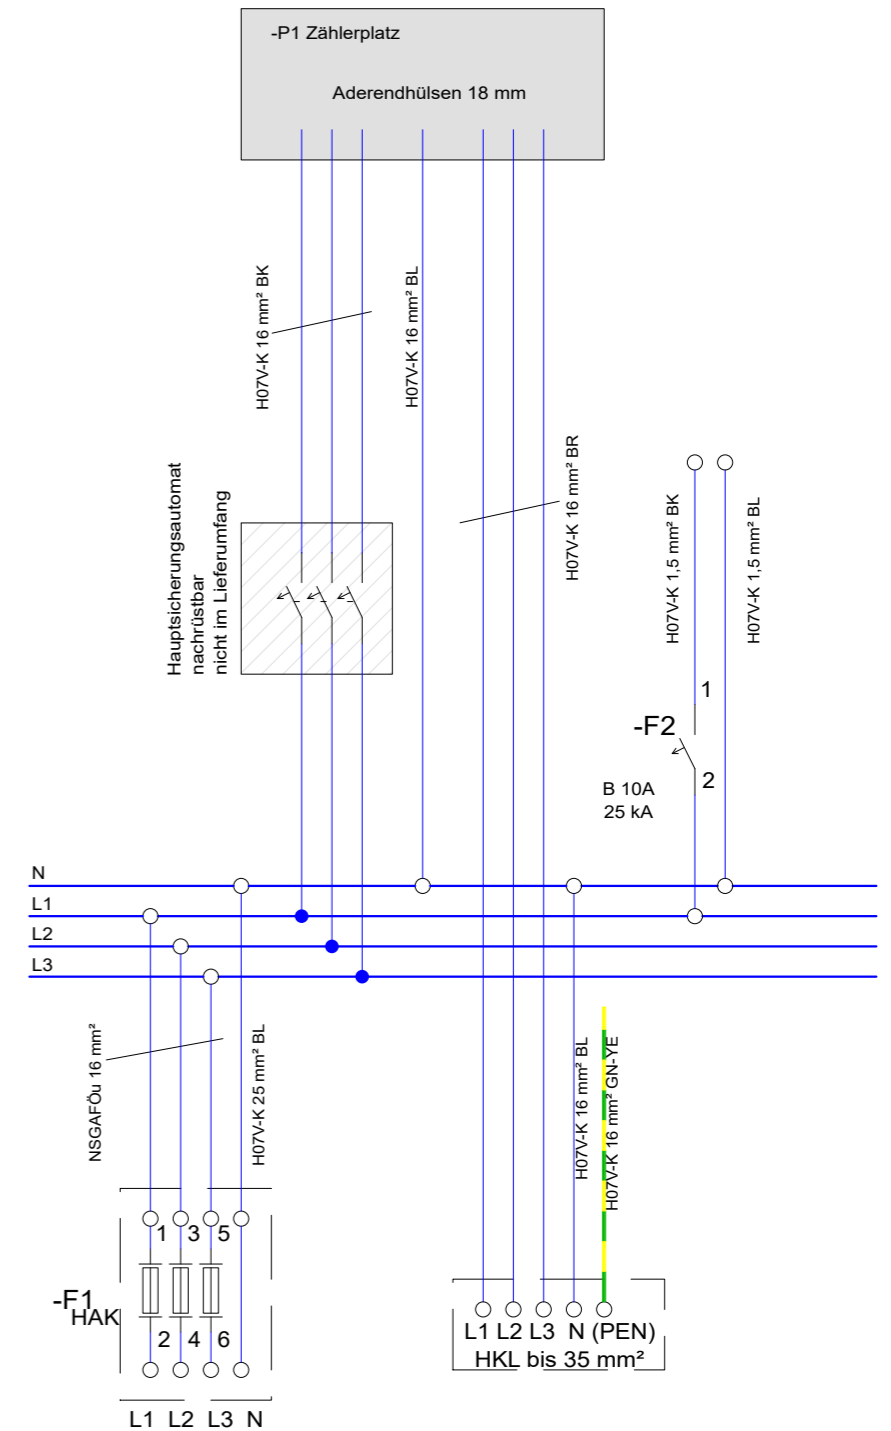 -P1 Zählerplatz
Aderendhülsen 18 mm
H07V-K 16 mm² BK
H07V-K 16 mm² BL
H07V-K 16 mm² BR
H07V-K 1,5 mm² BK
H07V-K 1,5 mm² BL
Hauptsicherungsautomat
nachrüstbar
nicht im Lieferumfang
1
-F2
2
B 10A
25 kA
N
L1
L2
L3
NSGAFÖu 16 mm²
H07V-K 25 mm² BL
H07V-K 16 mm² BL
H07V-K 16 mm² GN-YE
1 3 5
-F1
HAK
2 4 6
L1 L2 L3 N
L1 L2 L3 N (PEN)
HKL bis 35 mm²